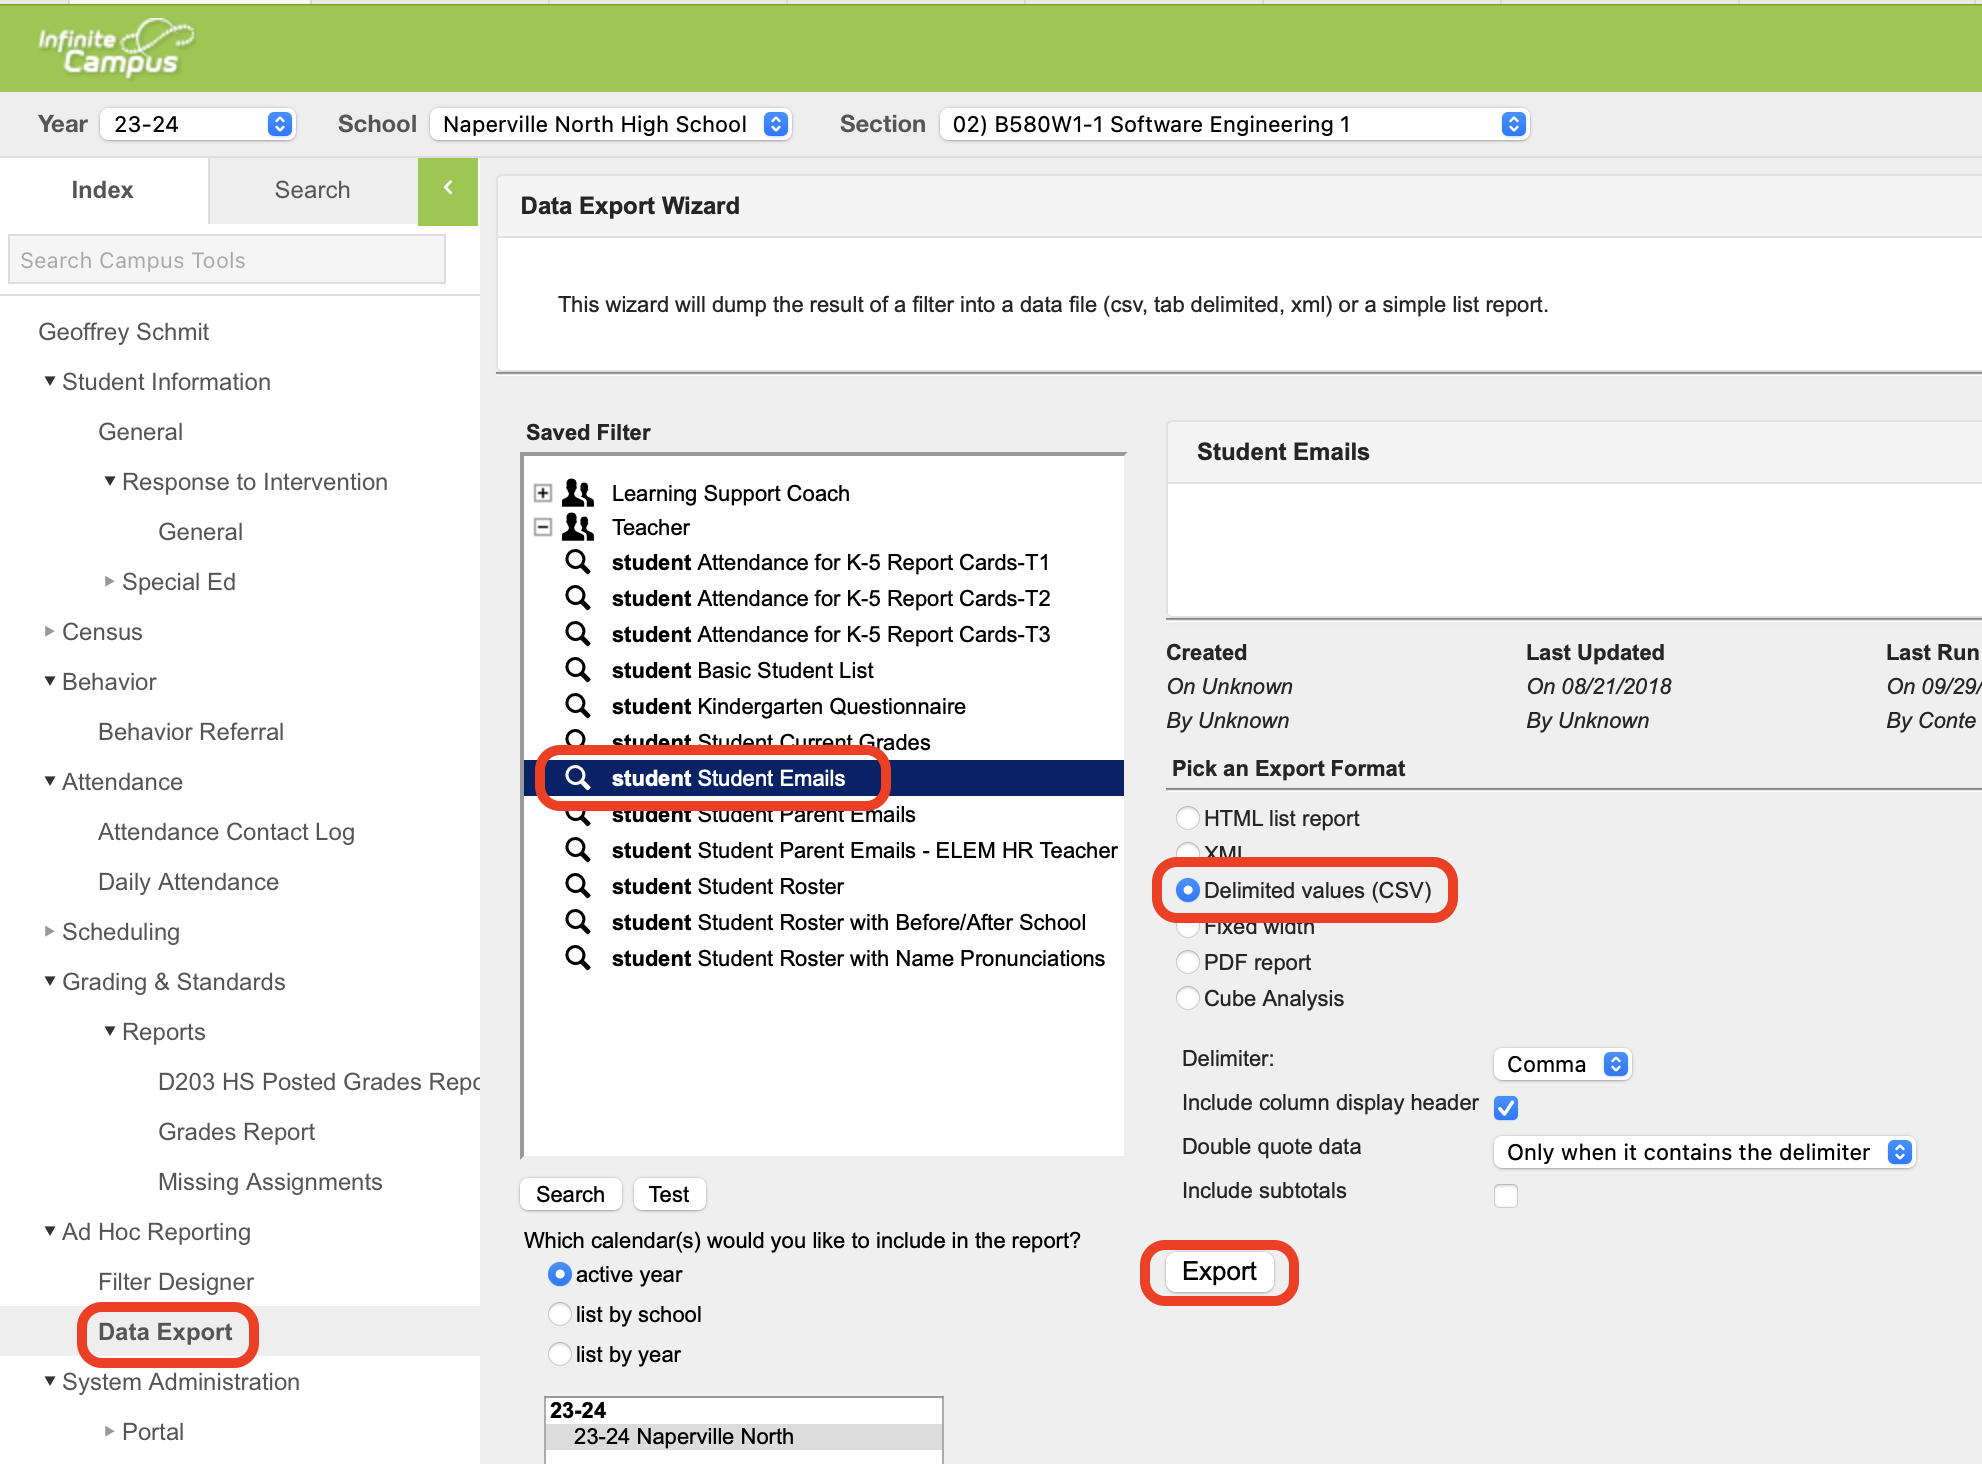 Infinite
Campus
Year 23-24 School Naperville North High School Section 02) B580W1-1 Software Engineering 1
Index Search
Search Campus Tools
Geoffrey Schmit
Student Information
General
Response to Intervention
General
Special Ed
Census
Behavior
Behavior Referral
Attendance
Attendance Contact Log
Daily Attendance
Scheduling
Grading & Standards
Reports
D203 HS Posted Grades Repo
Grades Report
Missing Assignments
Ad Hoc Reporting
Filter Designer
Data Export
System Administration
Portal
Data Export Wizard
This wizard will dump the result of a filter into a data file (csv, tab delimited, xml) or a simple list report.
Saved Filter
Learning Support Coach
Teacher
student Attendance for K-5 Report Cards-T1
student Attendance for K-5 Report Cards-T2
student Attendance for K-5 Report Cards-T3
student Basic Student List
student Kindergarten Questionnaire
student Student Current Grades
student Student Emails
student Student Parent Emails
student Student Parent Emails - ELEM HR Teacher
student Student Roster
student Student Roster with Before/After School
student Student Roster with Name Pronunciations
Search Test
Which calendar(s) would you like to include in the report?
active year
list by school
list by year
23-24
23-24 Naperville North
Student Emails
Created Last Updated Last Run
On Unknown On 08/21/2018 On 09/29/
By Unknown By Unknown By Conte
Pick an Export Format
HTML list report
XML
Delimited values (CSV)
Fixed width
PDF report
Cube Analysis
Delimiter: Comma
Include column display header
Double quote data Only when it contains the delimiter
Include subtotals
Export